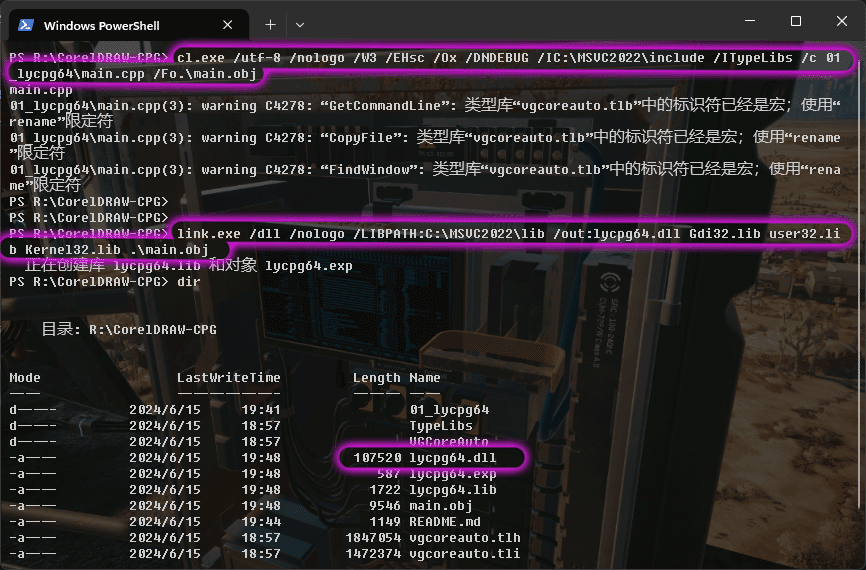 Windows PowerShell
PS R:\CorelDRAW-CPG> cl.exe /utf-8 /nologo /W3 /EHsc /Ox /DNDEBUG /IC:\MSVC2022\include /ITypeLibs /c 01
_lycpg64\main.cpp /Fo.\main.obj
main.cpp
01_lycpg64\main.cpp(3): warning C4278: “GetCommandLine”: 类型库“vgcoreauto.tlb”中的标识符已经是宏；使用“
rename”限定符
01_lycpg64\main.cpp(3): warning C4278: “CopyFile”: 类型库“vgcoreauto.tlb”中的标识符已经是宏；使用“rename
”限定符
01_lycpg64\main.cpp(3): warning C4278: “FindWindow”: 类型库“vgcoreauto.tlb”中的标识符已经是宏；使用“rena
me”限定符
PS R:\CorelDRAW-CPG>
PS R:\CorelDRAW-CPG>
PS R:\CorelDRAW-CPG> link.exe /dll /nologo /LIBPATH:C:\MSVC2022\lib /out:lycpg64.dll Gdi32.lib user32.li
b Kernel32.lib .\main.obj
正在创建库 lycpg64.lib 和对象 lycpg64.exp
PS R:\CorelDRAW-CPG> dir
目录: R:\CorelDRAW-CPG
Mode LastWriteTime Length Name
---- ------------- ------ ----
d----- 2024/6/15 19:41 01_lycpg64
d----- 2024/6/15 18:57 TypeLibs
d----- 2024/6/15 18:57 VGCoreAuto
-a---- 2024/6/15 19:48 107520 lycpg64.dll
-a---- 2024/6/15 19:48 587 lycpg64.exp
-a---- 2024/6/15 19:48 1722 lycpg64.lib
-a---- 2024/6/15 19:48 9546 main.obj
-a---- 2024/6/15 19:44 1149 README.md
-a---- 2024/6/15 18:57 1847054 vgcoreauto.tlh
-a---- 2024/6/15 18:57 1472374 vgcoreauto.tli